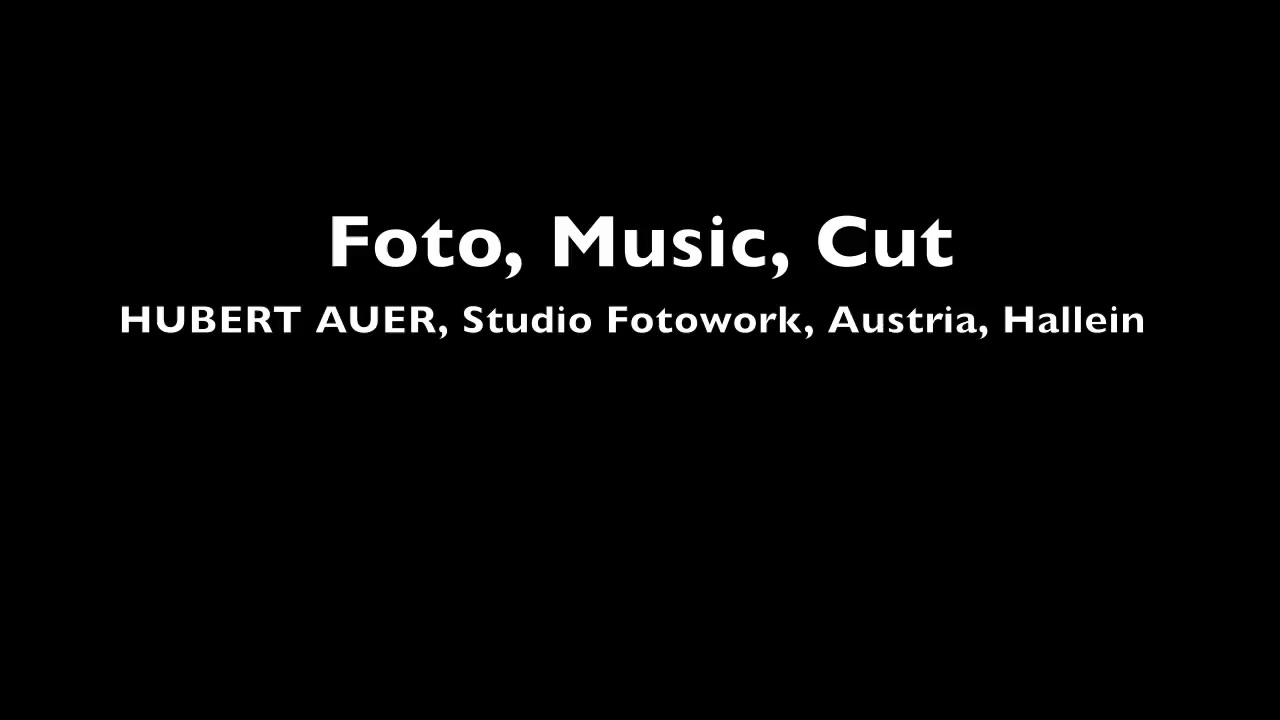 Foto, Music, Cut
HUBERT AUER, Studio Fotowork, Austria, Hallein